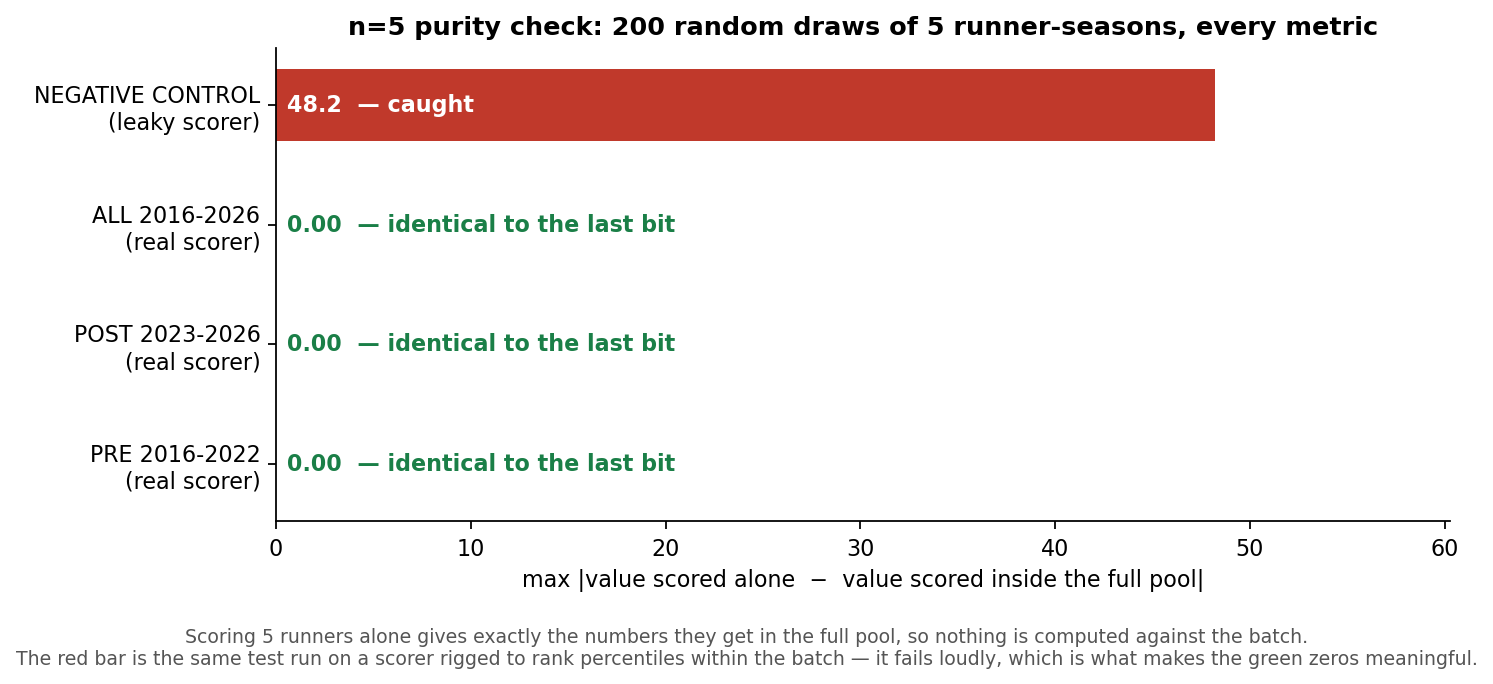 n=5 purity check: 200 random draws of 5 runner-seasons, every metric
NEGATIVE CONTROL
(leaky scorer)
48.2 — caught
ALL 2016-2026
(real scorer)
0.00 — identical to the last bit
POST 2023-2026
(real scorer)
0.00 — identical to the last bit
PRE 2016-2022
(real scorer)
0.00 — identical to the last bit
0 10 20 30 40 50 60
max |value scored alone − value scored inside the full pool|
Scoring 5 runners alone gives exactly the numbers they get in the full pool, so nothing is computed against the batch.
The red bar is the same test run on a scorer rigged to rank percentiles within the batch — it fails loudly, which is what makes the green zeros meaningful.